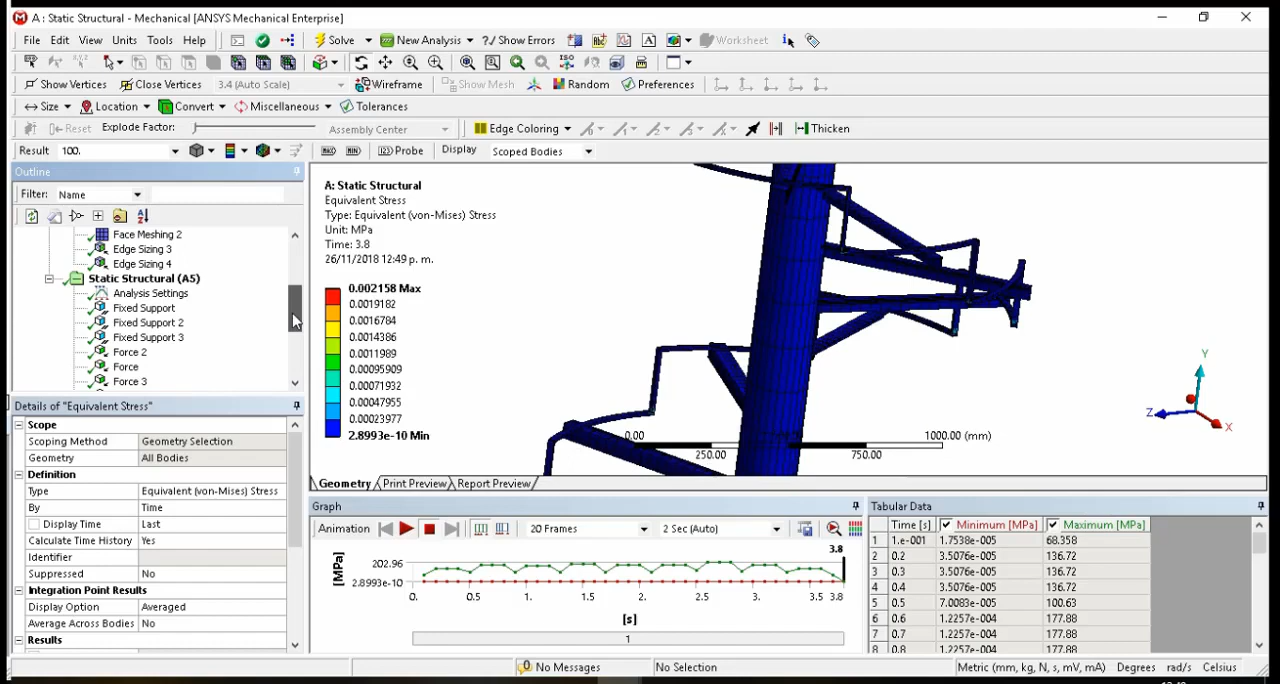 A : Static Structural - Mechanical [ANSYS Mechanical Enterprise]
File Edit View Units Tools Help Solve New Analysis ?/ Show Errors Worksheet
Show Vertices Close Vertices 3.4 (Auto Scale) Wireframe Show Mesh Random Preferences
Size Location Convert Miscellaneous Tolerances
Reset Explode Factor: Assembly Center Edge Coloring Thicken
Result 100. Probe Display Scoped Bodies
Outline
Filter: Name
Face Meshing 2
Edge Sizing 3
Edge Sizing 4
Static Structural (A5)
Analysis Settings
Fixed Support
Fixed Support 2
Fixed Support 3
Force 2
Force
Force 3
Details of "Equivalent Stress"
Scope
Scoping Method Geometry Selection
Geometry All Bodies
Definition
Type Equivalent (von-Mises) Stress
By Time
Display Time Last
Calculate Time History Yes
Identifier
Suppressed No
Integration Point Results
Display Option Averaged
Average Across Bodies No
Results
A: Static Structural
Equivalent Stress
Type: Equivalent (von-Mises) Stress
Unit: MPa
Time: 3.8
26/11/2018 12:49 p. m.
0.002158 Max
0.0019182
0.0016784
0.0014386
0.0011989
0.00095909
0.00071932
0.00047955
0.00023977
2.8993e-10 Min
0.00 1000.00 (mm)
250.00 750.00
Y
Z
X
Geometry Print Preview Report Preview
Graph
Animation 20 Frames 2 Sec (Auto)
3.8
[MPa]
202.96
2.8993e-10
0. 0.5 1. 1.5 2. 2.5 3. 3.5 3.8
[s]
1
Tabular Data
Time [s] Minimum [MPa] Maximum [MPa]
1 1.e-001 1.7538e-005 68.358
2 0.2 3.5076e-005 136.72
3 0.3 3.5076e-005 136.72
4 0.4 3.5076e-005 136.72
5 0.5 7.0083e-005 100.63
6 0.6 1.2257e-004 177.88
7 0.7 1.2257e-004 177.88
8 0.8 1.2257e-004 177.88
No Messages No Selection Metric (mm, kg, N, s, mV, mA) Degrees rad/s Celsius